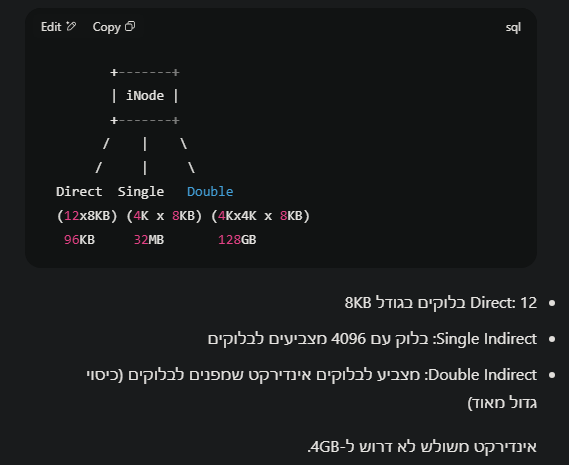 Edit Copy sql
+-------+
| iNode |
+-------+
/ | \
/ | \
Direct Single Double
(12x8KB) (4K x 8KB) (4Kx4K x 8KB)
96KB 32MB 128GB
Direct: 12 בלוקים בגודל 8KB
Single Indirect: בלוק עם 4096 מצביעים לבלוקים
Double Indirect: מצביע לבלוקים אינדירקט שמפנים לבלוקים (כיסוי
גדול מאוד)
אינדירקט משולש לא דרוש ל-4GB.